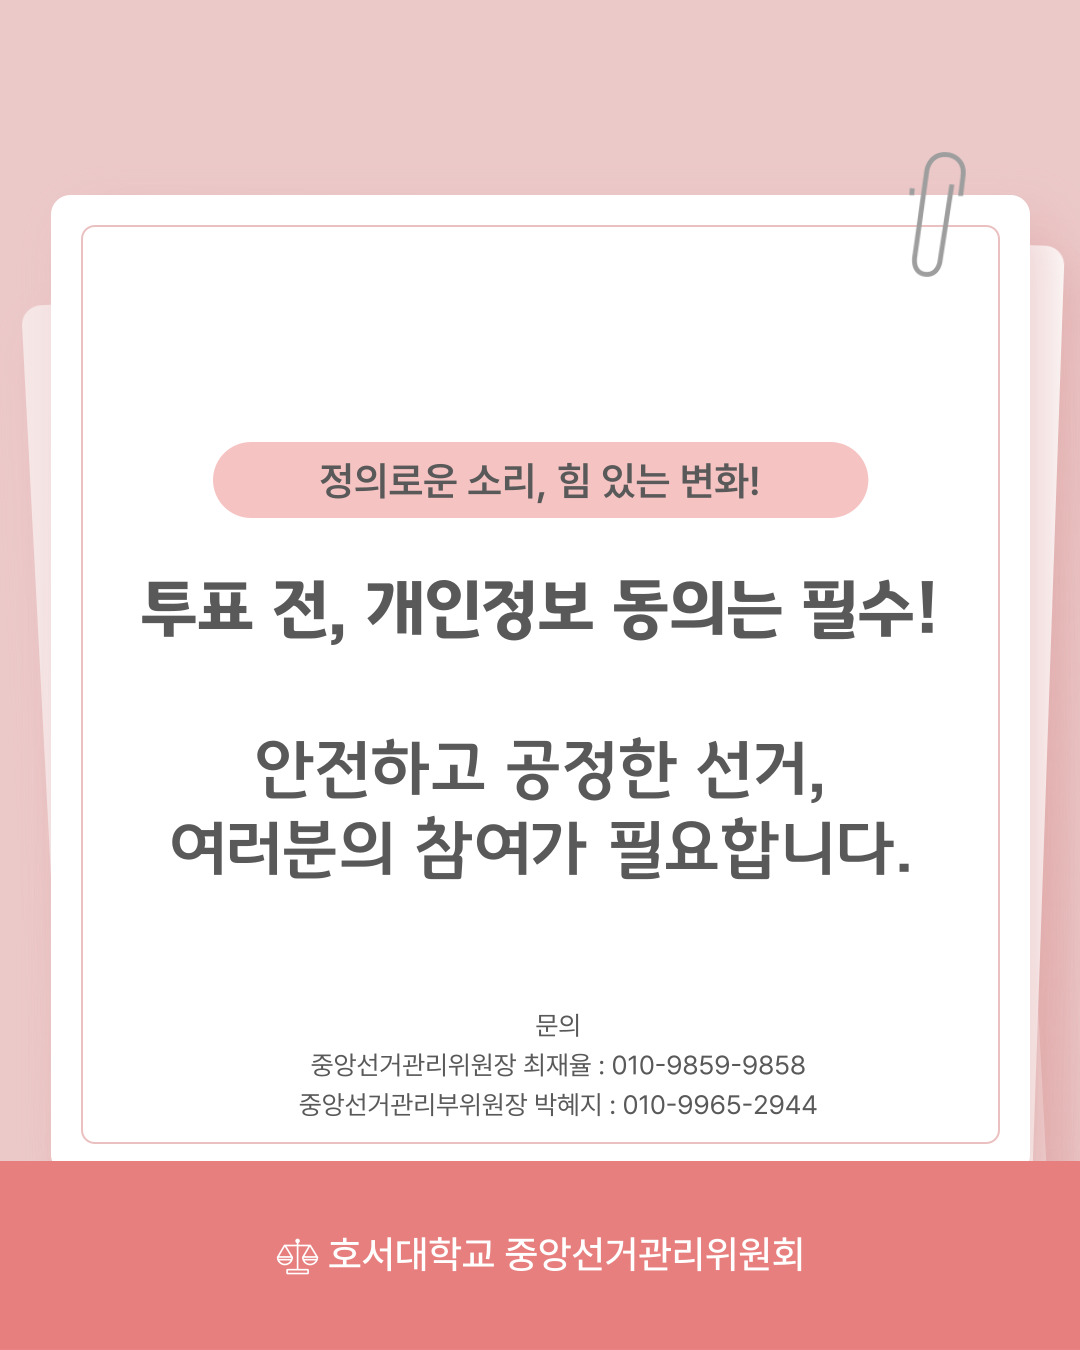 정의로운 소리, 힘 있는 변화!
투표 전, 개인정보 동의는 필수!
안전하고 공정한 선거,
여러분의 참여가 필요합니다.
문의
중앙선거관리위원장 최재율 : 010-9859-9858
중앙선거관리부위원장 박혜지 : 010-9965-2944
호서대학교 중앙선거관리위원회